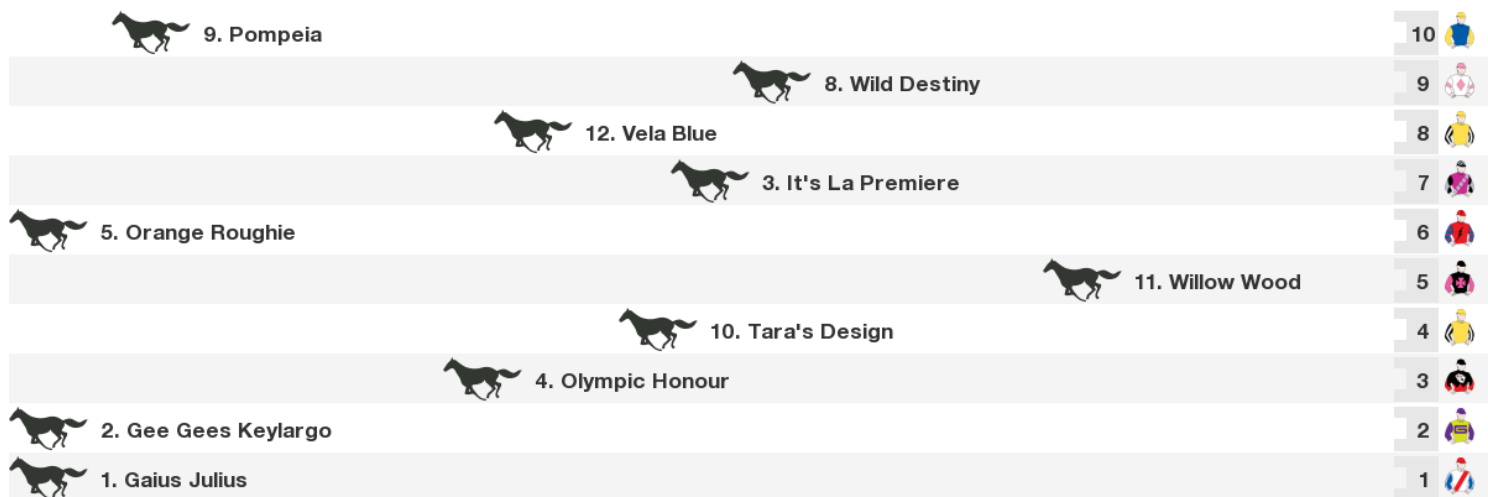 9. Pompeia 10
8. Wild Destiny 9
12. Vela Blue 8
3. It's La Premiere 7
5. Orange Roughie 6
11. Willow Wood 5
10. Tara's Design 4
4. Olympic Honour 3
2. Gee Gees Keylargo 2
1. Gaius Julius 1